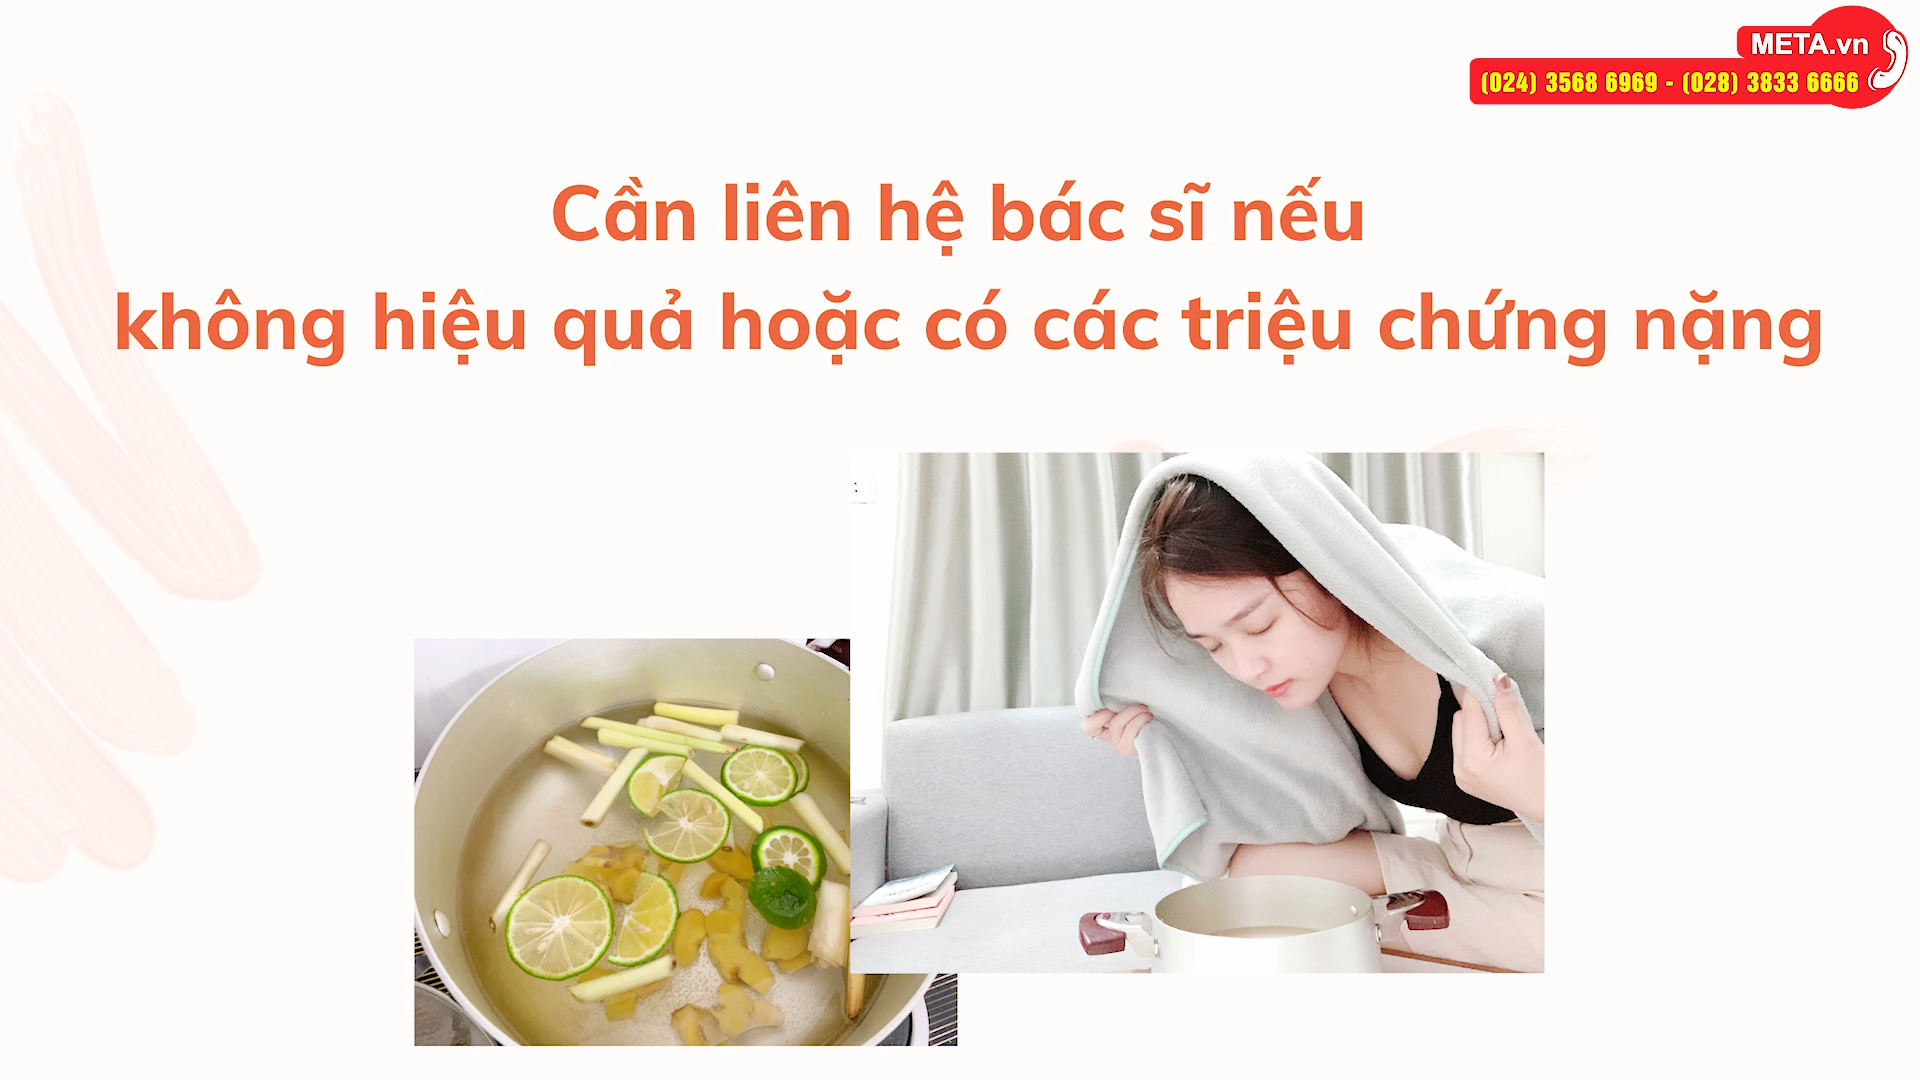 META.vn
(024) 3568 6969 - (028) 3833 6666
Cần liên hệ bác sĩ nếu
không hiệu quả hoặc có các triệu chứng nặng